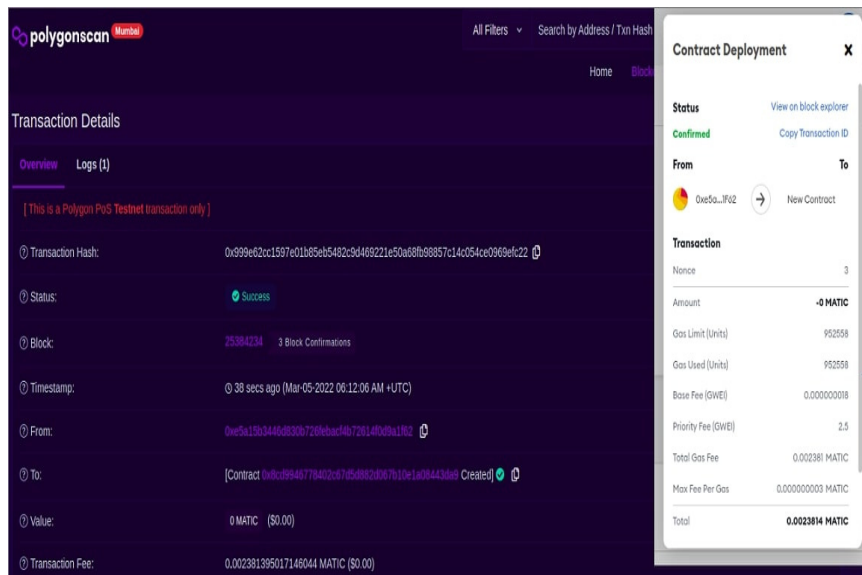 polygonscan Mumbai
All Filters Search by Address / Txn Hash
Home Block
Transaction Details
Overview Logs (1)
[ This is a Polygon PoS Testnet transaction only ]
Transaction Hash: 0x999e62cc1597e01b85eb5482c9d469221e50a68fb98857c14c054ce0969efc22
Status: Success
Block: 25384234 3 Block Confirmations
Timestamp: 38 secs ago (Mar-05-2022 06:12:06 AM +UTC)
From: 0xe5a15b3446d830b726febacf4b72614f0d9a1f62
To: [Contract 0x8cd9946778402c67d5d882d067b10e1a08443da9 Created]
Value: 0 MATIC ($0.00)
Transaction Fee: 0.002381395017146044 MATIC ($0.00)
Contract Deployment X
Status View on block explorer
Confirmed Copy Transaction ID
From To
0xe5a...1F62 New Contract
Transaction
Nonce 3
Amount -0 MATIC
Gas Limit (Units) 952558
Gas Used (Units) 952558
Base Fee (GWEI) 0.000000018
Priority Fee (GWEI) 2.5
Total Gas Fee 0.002381 MATIC
Max Fee Per Gas 0.000000003 MATIC
Total 0.0023814 MATIC